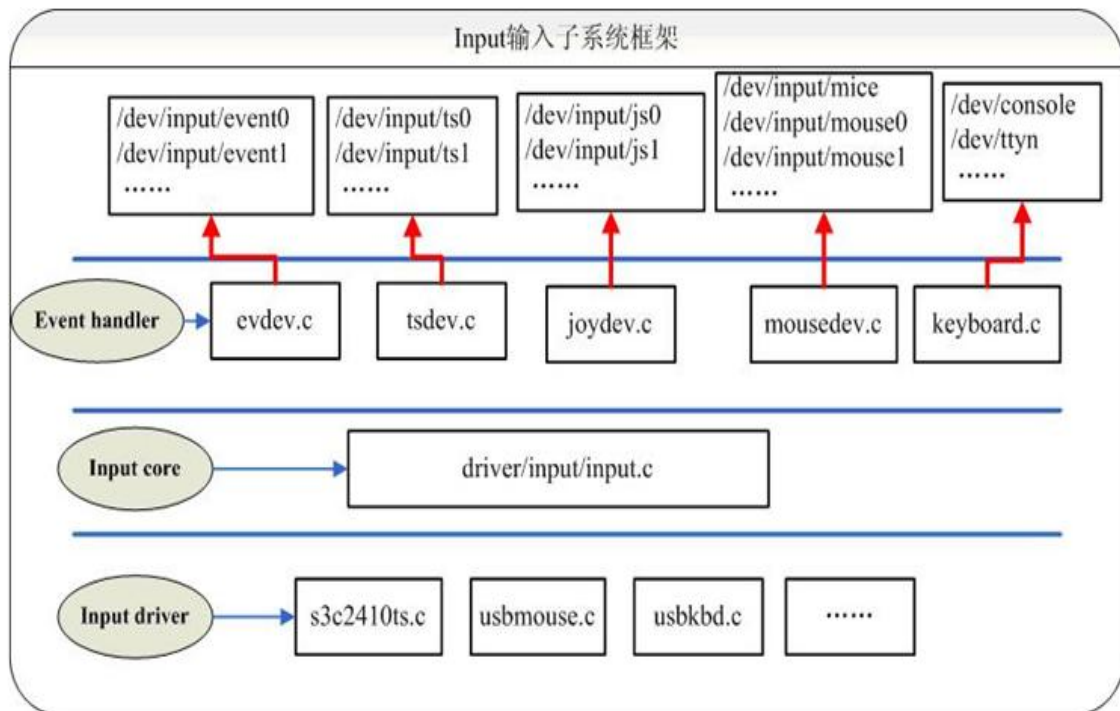 Input输入子系统框架
/dev/input/event0
/dev/input/event1
……
/dev/input/ts0
/dev/input/ts1
……
/dev/input/js0
/dev/input/js1
……
/dev/input/mice
/dev/input/mouse0
/dev/input/mouse1
……
/dev/console
/dev/ttyn
……
Event handler
evdev.c
tsdev.c
joydev.c
mousedev.c
keyboard.c
Input core
driver/input/input.c
Input driver
s3c2410ts.c
usbmouse.c
usbkbd.c
……